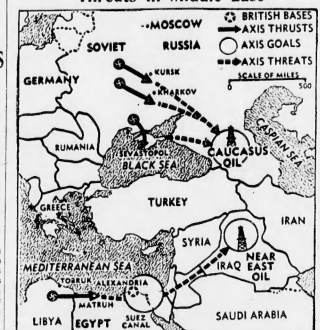 Threats in Middle East
MOSCOW
BRITISH BASES
AXIS THRUSTS
AXIS GOALS
AXIS THREATS
SCALE OF MILES
500
SOVIET
RUSSIA
GERMANY
KURSK
KHARKOV
CASPIAN SEA
RUMANIA
SEVASTOPOL
BLACK SEA
CAUCASUS
OIL
GREECE
TURKEY
IRAN
SYRIA
NEAR
EAST
OIL
IRAQ
MEDITERRANEAN SEA
TOBRUK
ALEXANDRIA
MATRUH
LIBYA
EGYPT
SUEZ
CANAL
SAUDI ARABIA